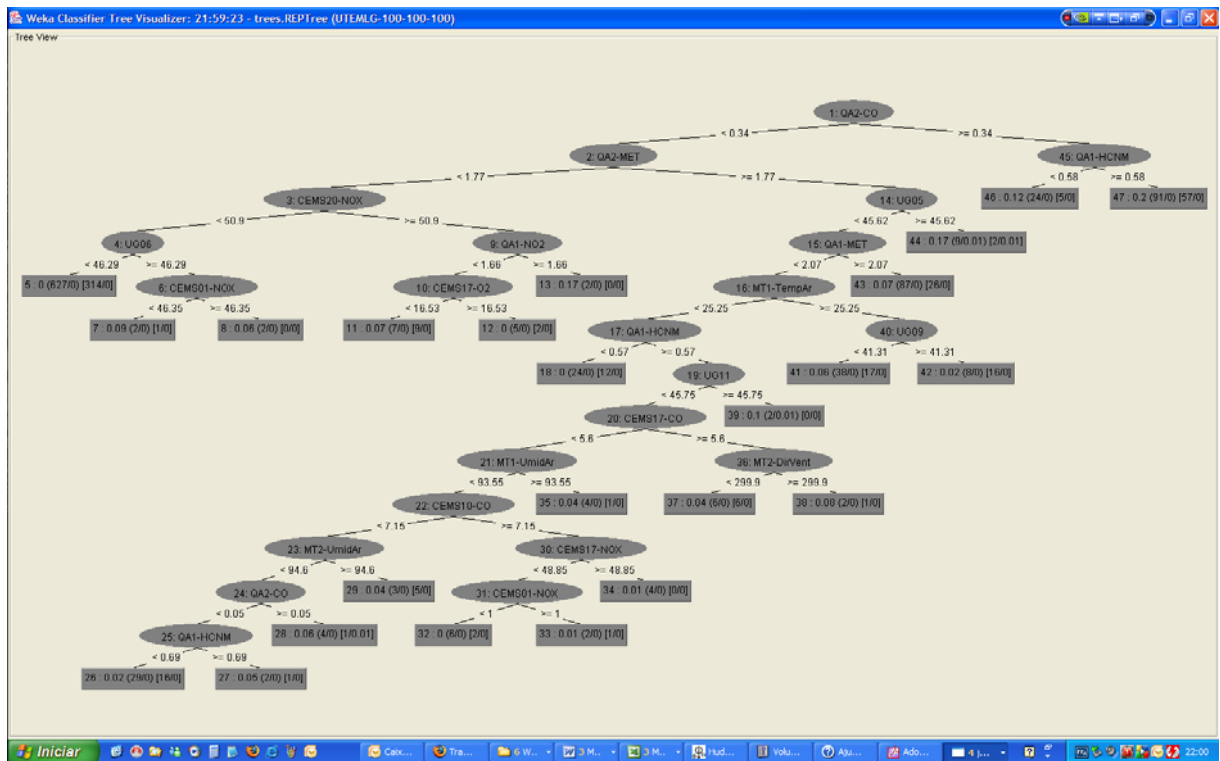 Weka Classifier Tree Visualizer: 21:59:23 - trees.REPTree (UTEMLG-100-100-100)
Tree View
1: QA2-CO
< 0.34 >= 0.34
2: QA2-MET 45: QA1-HCNM
< 1.77 >= 1.77 < 0.58 >= 0.58
3: CEMS20-NOX 14: UG05 46 : 0.12 (24/0) [5/0] 47 : 0.2 (91/0) [57/0]
< 50.9 >= 50.9 < 45.62 >= 45.62
4: UG06 9: QA1-NO2 15: QA1-MET 44 : 0.17 (9/0.01) [2/0.01]
< 46.29 >= 46.29 < 1.66 >= 1.66 < 2.07 >= 2.07
5 : 0 (627/0) [314/0] 6: CEMS01-NOX 10: CEMS17-O2 13 : 0.17 (2/0) [0/0] 16: MT1-TempAr 43 : 0.07 (87/0) [26/0]
< 46.35 >= 46.35 < 16.53 >= 16.53 < 25.25 >= 25.25
7 : 0.09 (2/0) [1/0] 8 : 0.06 (2/0) [0/0] 11 : 0.07 (7/0) [9/0] 12 : 0 (5/0) [2/0] 17: QA1-HCNM 40: UG09
< 0.57 >= 0.57 < 41.31 >= 41.31
18 : 0 (24/0) [12/0] 19: UG11 41 : 0.06 (38/0) [17/0] 42 : 0.02 (8/0) [16/0]
< 45.75 >= 45.75
20: CEMS17-CO 39 : 0.1 (2/0.01) [0/0]
< 5.6 >= 5.6
21: MT1-UmidAr 36: MT2-DirVent
< 93.55 >= 93.55 < 299.9 >= 299.9
22: CEMS10-CO 35 : 0.04 (4/0) [1/0] 37 : 0.04 (6/0) [6/0] 38 : 0.08 (2/0) [1/0]
< 7.15 >= 7.15
23: MT2-UmidAr 30: CEMS17-NOX
< 94.6 >= 94.6 < 48.85 >= 48.85
24: QA2-CO 29 : 0.04 (3/0) [5/0] 31: CEMS01-NOX 34 : 0.01 (4/0) [0/0]
< 0.05 >= 0.05 < 1 >= 1
25: QA1-HCNM 28 : 0.06 (4/0) [1/0.01] 32 : 0 (6/0) [2/0] 33 : 0.01 (2/0) [1/0]
< 0.69 >= 0.69
26 : 0.02 (29/0) [16/0] 27 : 0.05 (2/0) [1/0]
Iniciar Caix... Tra... 6 W... 3 M... 3 M... Hud... Volu... Aju... Ado... 4 j... 22:00